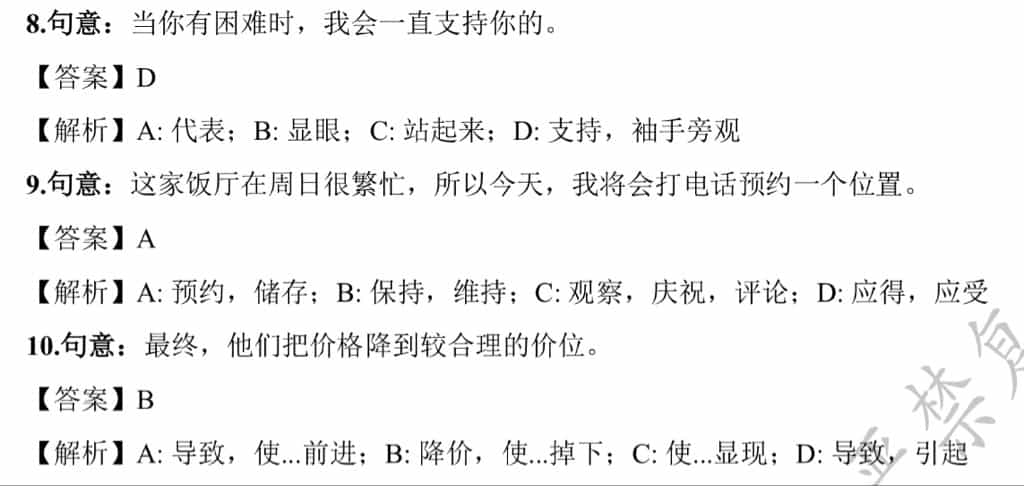 8.句意：当你有困难时，我会一直支持你的。
【答案】D
【解析】A: 代表；B: 显眼；C: 站起来；D: 支持，袖手旁观
9.句意：这家饭厅在周日很繁忙，所以今天，我将会打电话预约一个位置。
【答案】A
【解析】A: 预约，储存；B: 保持，维持；C: 观察，庆祝，评论；D: 应得，应受
10.句意：最终，他们把价格降到较合理的价位。
【答案】B
【解析】A: 导致，使...前进；B: 降价，使...掉下；C: 使...显现；D: 导致，引起
严禁